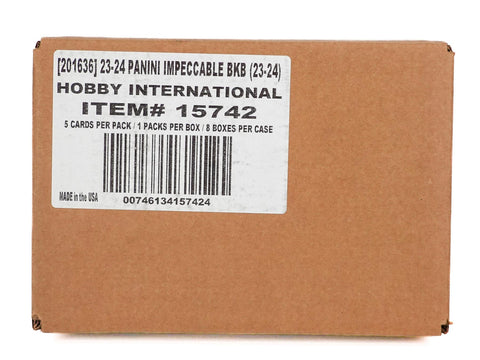 [201636] 23-24 PANINI IMPECCABLE BKB (23-24)
HOBBY INTERNATIONAL
ITEM# 15742
5 CARDS PER PACK / 1 PACKS PER BOX / 8 BOXES PER CASE
MADE in the USA
00746134157424